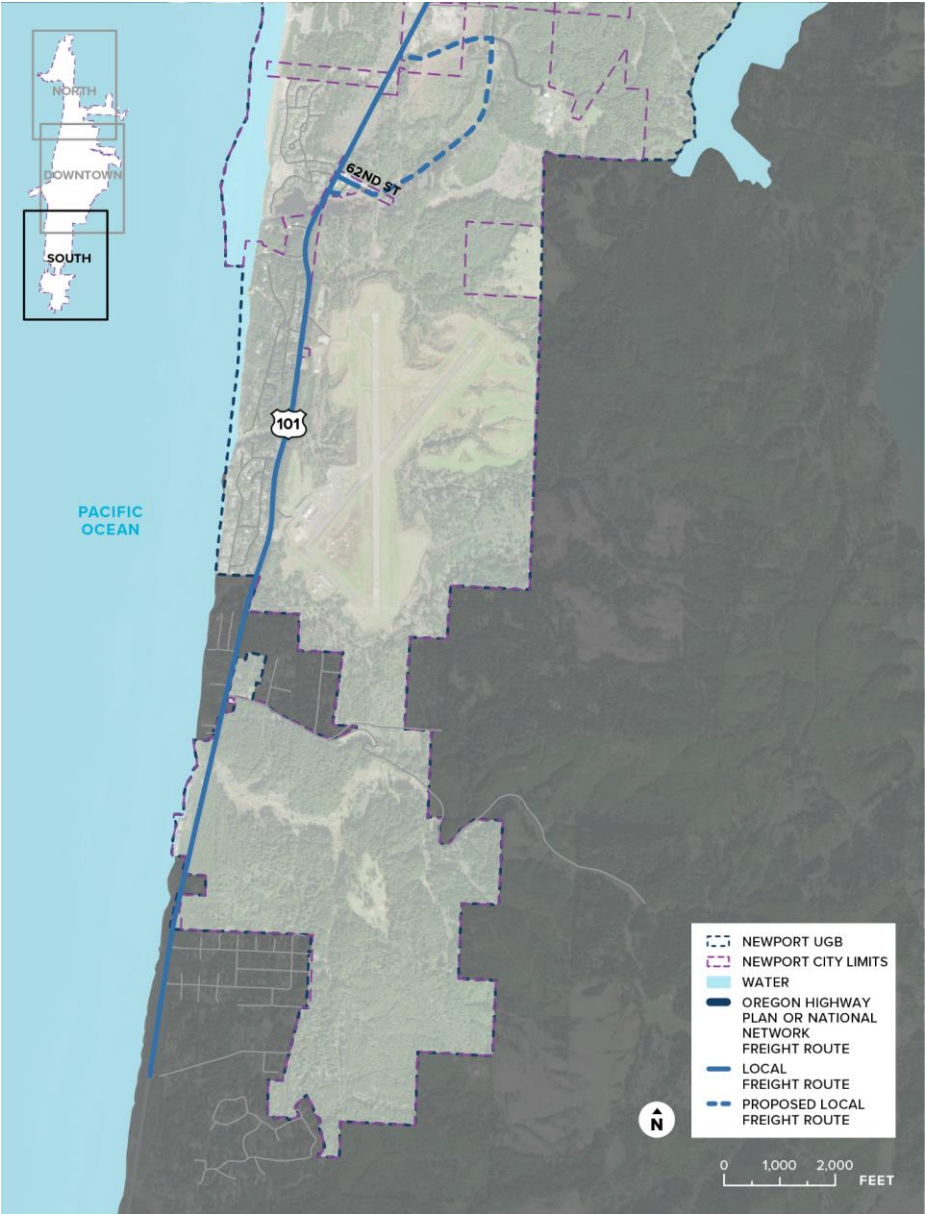 NORTH
DOWNTOWN
SOUTH
62ND ST
101
PACIFIC
OCEAN
NEWPORT UGB
NEWPORT CITY LIMITS
WATER
OREGON HIGHWAY
PLAN OR NATIONAL
NETWORK
FREIGHT ROUTE
LOCAL
FREIGHT ROUTE
PROPOSED LOCAL
FREIGHT ROUTE
N
0 1,000 2,000
FEET